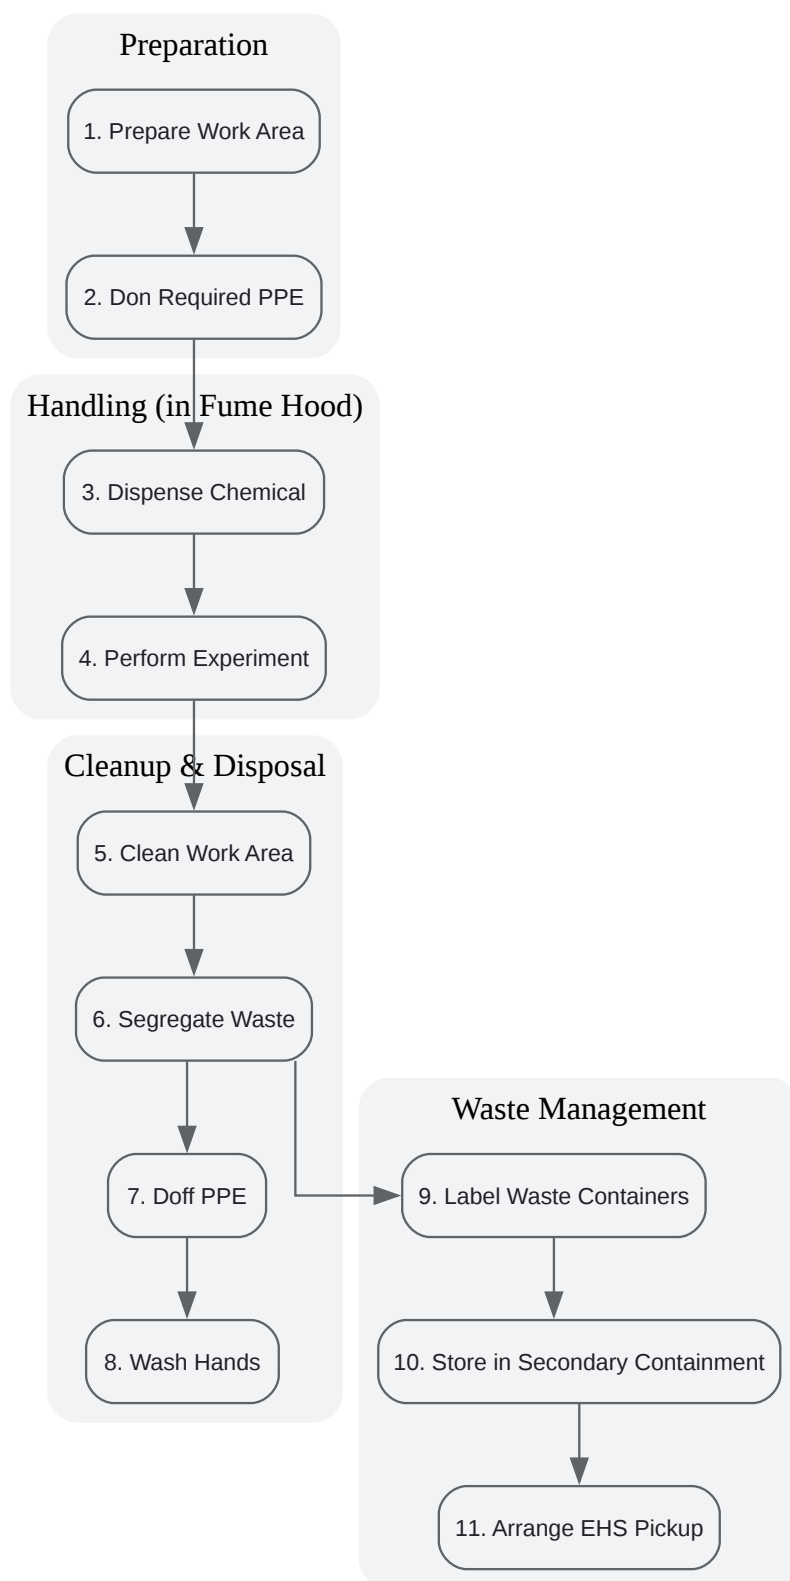 Preparation
1. Prepare Work Area
2. Don Required PPE
Handling (in Fume Hood)
3. Dispense Chemical
4. Perform Experiment
Cleanup & Disposal
5. Clean Work Area
6. Segregate Waste
7. Doff PPE
8. Wash Hands
Waste Management
9. Label Waste Containers
10. Store in Secondary Containment
11. Arrange EHS Pickup